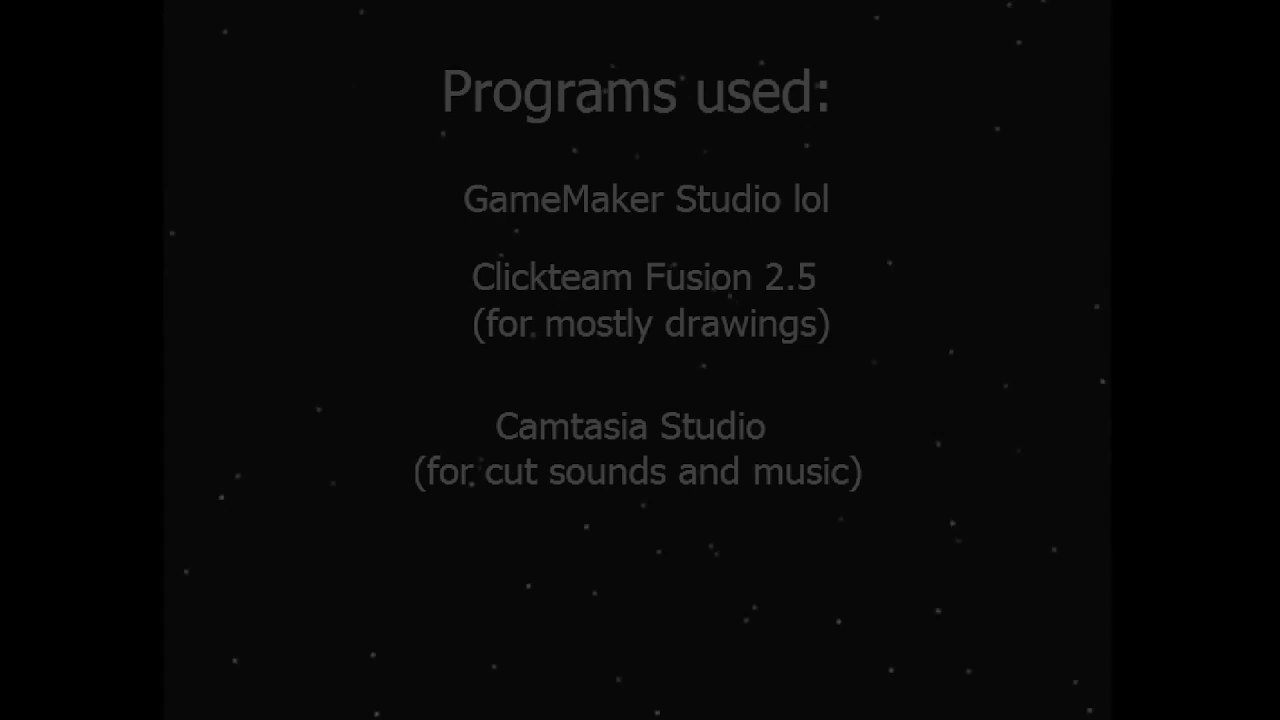 Programs used:
GameMaker Studio lol
Clickteam Fusion 2.5
(for mostly drawings)
Camtasia Studio
(for cut sounds and music)